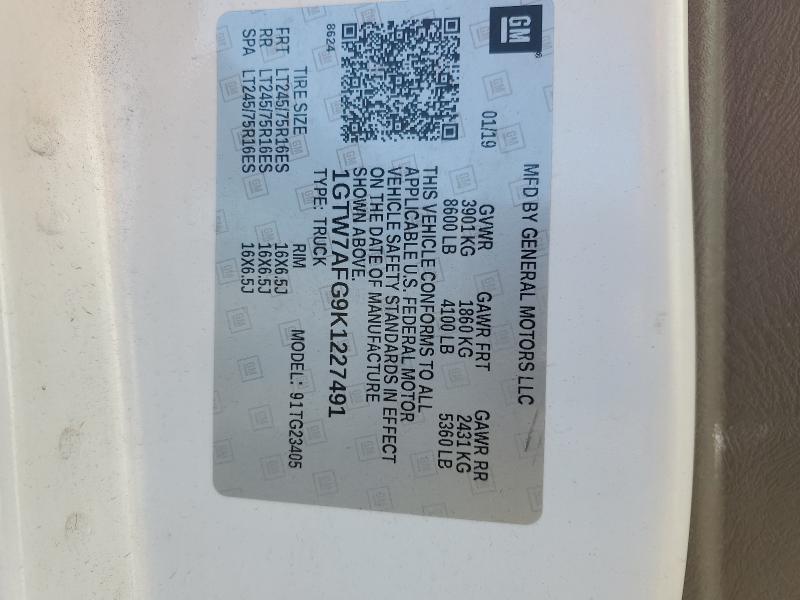 GM
MFD BY GENERAL MOTORS LLC
01/19
GVWR GAWR FRT GAWR RR
3901 KG 1860 KG 2431 KG
8600 LB 4100 LB 5360 LB
THIS VEHICLE CONFORMS TO ALL
APPLICABLE U.S. FEDERAL MOTOR
VEHICLE SAFETY STANDARDS IN EFFECT
ON THE DATE OF MANUFACTURE
SHOWN ABOVE.
1GTW7AFG9K1227491
8624
TYPE: TRUCK MODEL: 91TG23405
TIRE SIZE RIM
FRT LT245/75R16ES 16X6.5J
RR LT245/75R16ES 16X6.5J
SPA LT245/75R16ES 16X6.5J